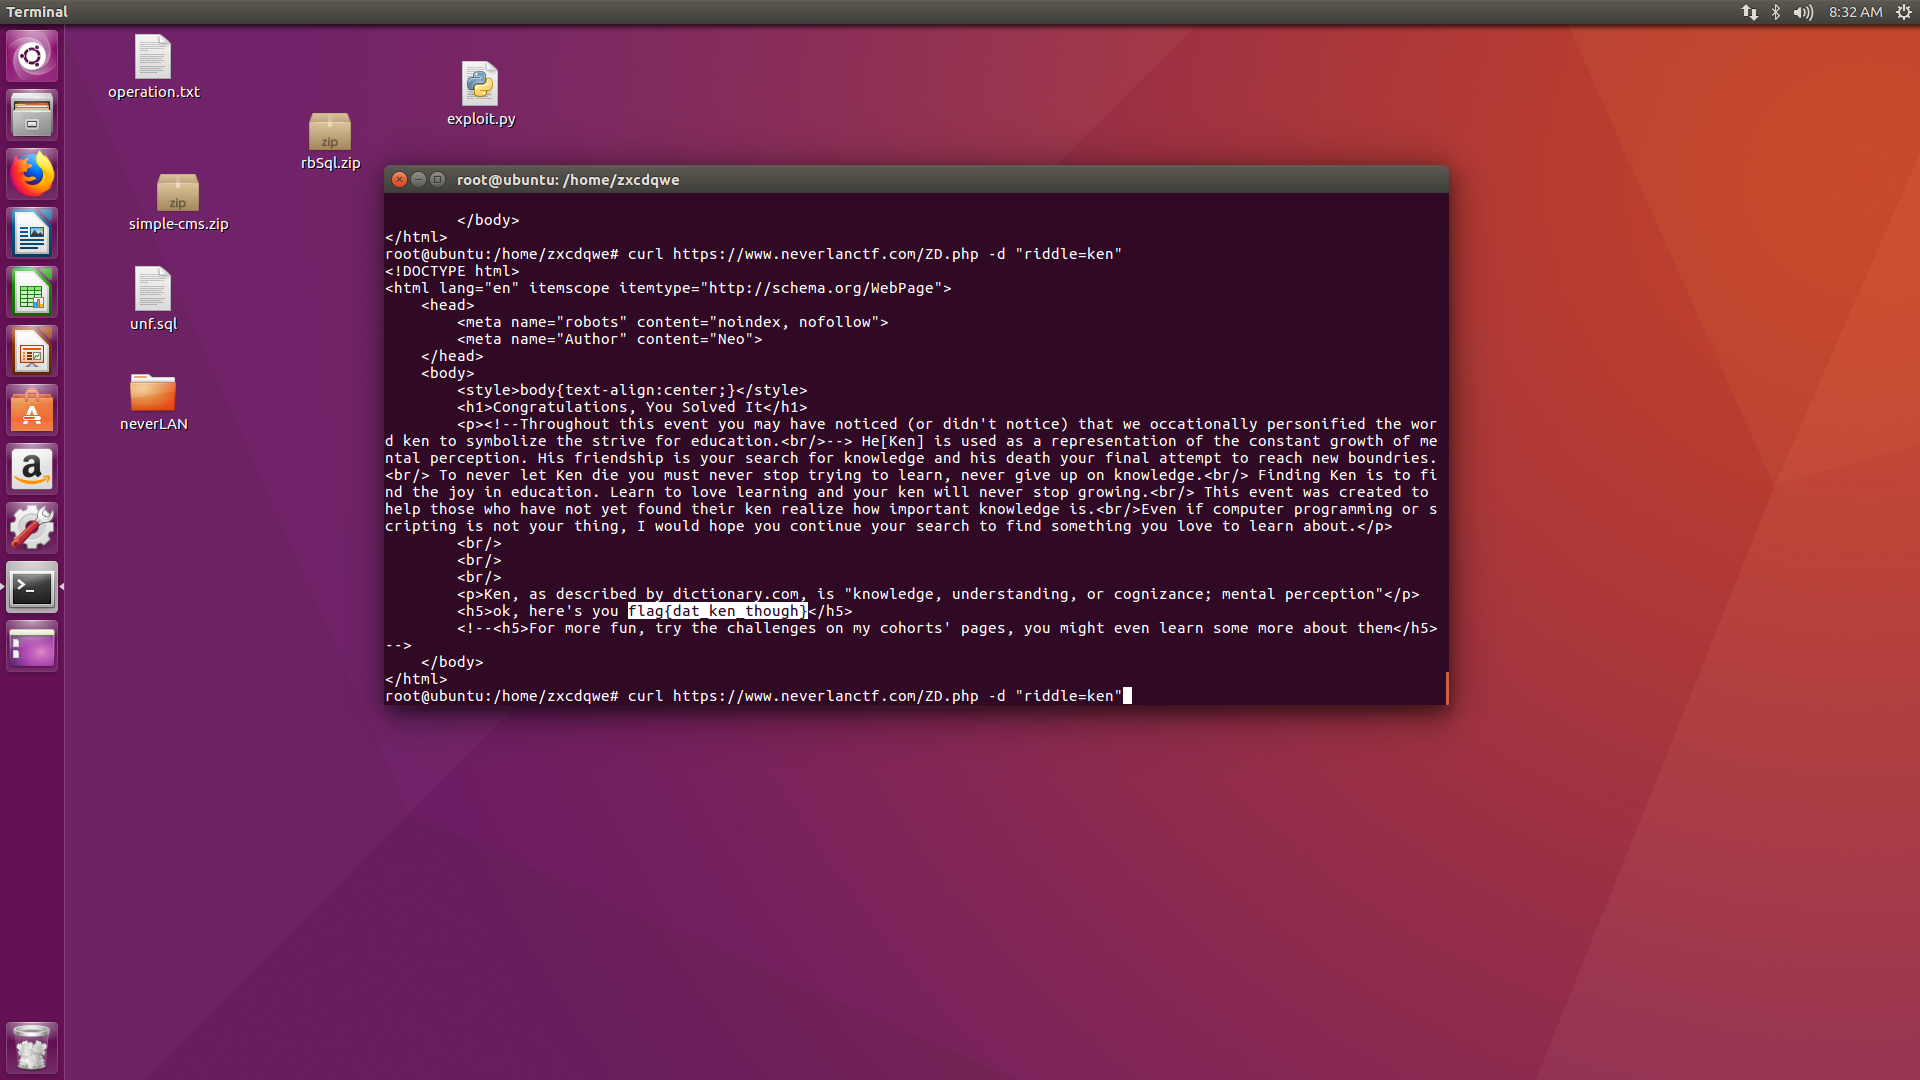 Terminal
8:32 AM
operation.txt
exploit.py
zip
rbSql.zip
zip
simple-cms.zip
unf.sql
neverLAN
root@ubuntu: /home/zxcdqwe
        </body>
</html>
root@ubuntu:/home/zxcdqwe# curl https://www.neverlanctf.com/ZD.php -d "riddle=ken"
<!DOCTYPE html>
<html lang="en" itemscope itemtype="http://schema.org/WebPage">
    <head>
        <meta name="robots" content="noindex, nofollow">
        <meta name="Author" content="Neo">
    </head>
    <body>
        <style>body{text-align:center;}</style>
        <h1>Congratulations, You Solved It</h1>
        <p><!--Throughout this event you may have noticed (or didn't notice) that we occationally personified the wor
d ken to symbolize the strive for education.<br/>--> He[Ken] is used as a representation of the constant growth of me
ntal perception. His friendship is your search for knowledge and his death your final attempt to reach new boundries.
<br/> To never let Ken die you must never stop trying to learn, never give up on knowledge.<br/> Finding Ken is to fi
nd the joy in education. Learn to love learning and your ken will never stop growing.<br/> This event was created to 
help those who have not yet found their ken realize how important knowledge is.<br/>Even if computer programming or s
cripting is not your thing, I would hope you continue your search to find something you love to learn about.</p>
        <br/>
        <br/>
        <br/>
        <p>Ken, as described by dictionary.com, is "knowledge, understanding, or cognizance; mental perception"</p>
        <h5>ok, here's you flag{dat_ken_though}</h5>
        <!--<h5>For more fun, try the challenges on my cohorts' pages, you might even learn some more about them</h5>
-->
    </body>
</html>
root@ubuntu:/home/zxcdqwe# curl https://www.neverlanctf.com/ZD.php -d "riddle=ken"